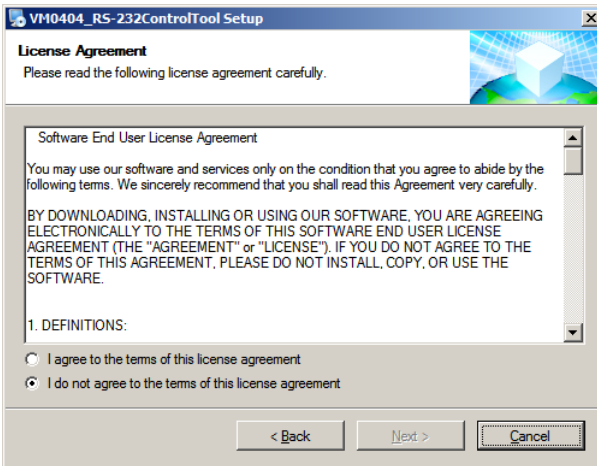 VM0404_RS-232ControlTool Setup
License Agreement
Please read the following license agreement carefully.
Software End User License Agreement
You may use our software and services only on the condition that you agree to abide by the
following terms. We sincerely recommend that you shall read this Agreement very carefully.
BY DOWNLOADING, INSTALLING OR USING OUR SOFTWARE, YOU ARE AGREEING
ELECTRONICALLY TO THE TERMS OF THIS SOFTWARE END USER LICENSE
AGREEMENT (THE "AGREEMENT" or "LICENSE"). IF YOU DO NOT AGREE TO THE
TERMS OF THIS AGREEMENT, PLEASE DO NOT INSTALL, COPY, OR USE THE
SOFTWARE.
1. DEFINITIONS:
I agree to the terms of this license agreement
I do not agree to the terms of this license agreement
< Back Next > Cancel